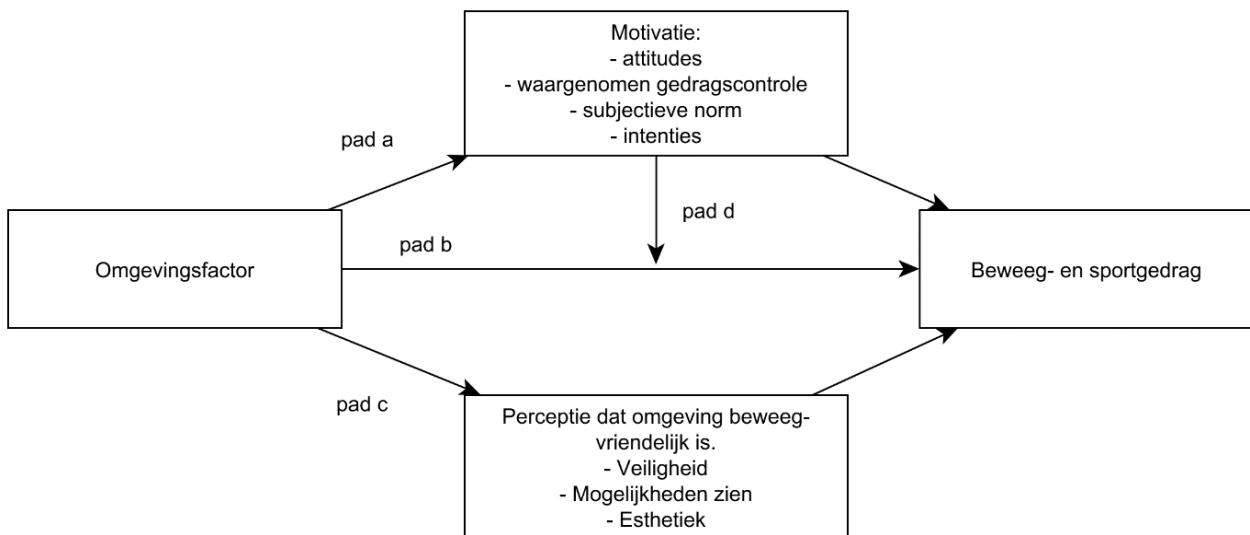 Motivatie:
- attitudes
- waargenomen gedragscontrole
- subjectieve norm
- intenties
pad a
pad d
pad b
Omgevingsfactor
Beweeg- en sportgedrag
pad c
Perceptie dat omgeving beweeg-
vriendelijk is.
- Veiligheid
- Mogelijkheden zien
- Esthetiek